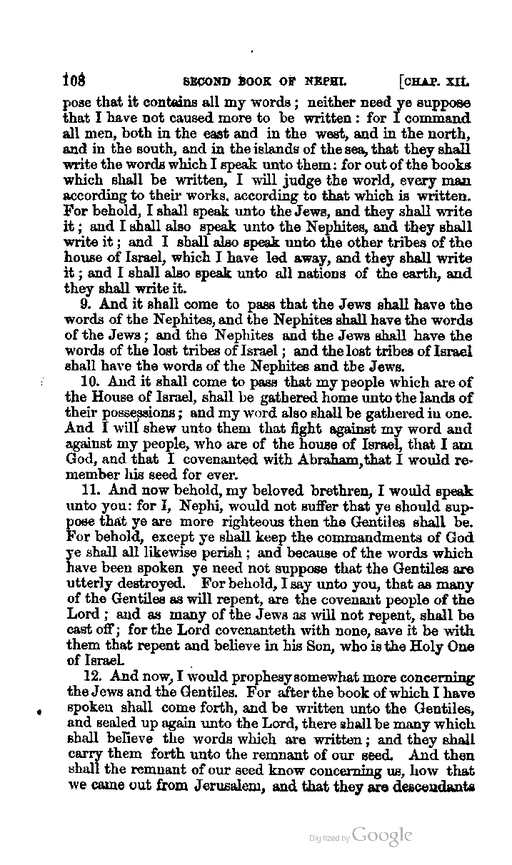 108 SECOND BOOK OF NEPHI. [CHAP. XII.
pose that it contains all my words; neither need ye suppose
that I have not caused more to be written: for I command
all men, both in the east and in the west, and in the north,
and in the south, and in the islands of the sea, that they shall
write the words which I speak unto them: for out of the books
which shall be written, I will judge the world, every man
according to their works. according to that which is written.
For behold, I shall speak unto the Jews, and they shall write
it; and I shall also speak unto the Nephites, and they shall
write it; and I shall also speak unto the other tribes of the
house of Israel, which I have led away, and they shall write
it; and I shall also speak unto all nations of the earth, and
they shall write it.
9. And it shall come to pass that the Jews shall have the
words of the Nephites, and the Nephites shall have the words
of the Jews; and the Nephites and the Jews shall have the
words of the lost tribes of Israel; and the lost tribes of Israel
shall have the words of the Nephites and the Jews.
10. And it shall come to pass that my people which are of
the House of Israel, shall be gathered home unto the lands of
their possessions; and my word also shall be gathered in one.
And I will shew unto them that fight against my word and
against my people, who are of the house of Israel, that I am
God, and that I covenanted with Abraham, that I would re-
member his seed for ever.
11. And now behold, my beloved brethren, I would speak
unto you: for I, Nephi, would not suffer that ye should sup-
pose that ye are more righteous then the Gentiles shall be.
For behold, except ye shall keep the commandments of God
ye shall all likewise perish; and because of the words which
have been spoken ye need not suppose that the Gentiles are
utterly destroyed. For behold, I say unto you, that as many
of the Gentiles as will repent, are the covenant people of the
Lord; and as many of the Jews as will not repent, shall be
cast off; for the Lord covenanteth with none, save it be with
them that repent and believe in his Son, who is the Holy One
of Israel.
12. And now, I would prophesy somewhat more concerning
the Jews and the Gentiles. For after the book of which I have
spoken shall come forth, and be written unto the Gentiles,
and sealed up again unto the Lord, there shall be many which
shall believe the words which are written; and they shall
carry them forth unto the remnant of our seed. And then
shall the remnant of our seed know concerning us, how that
we came out from Jerusalem, and that they are descendants
Digitized by Google